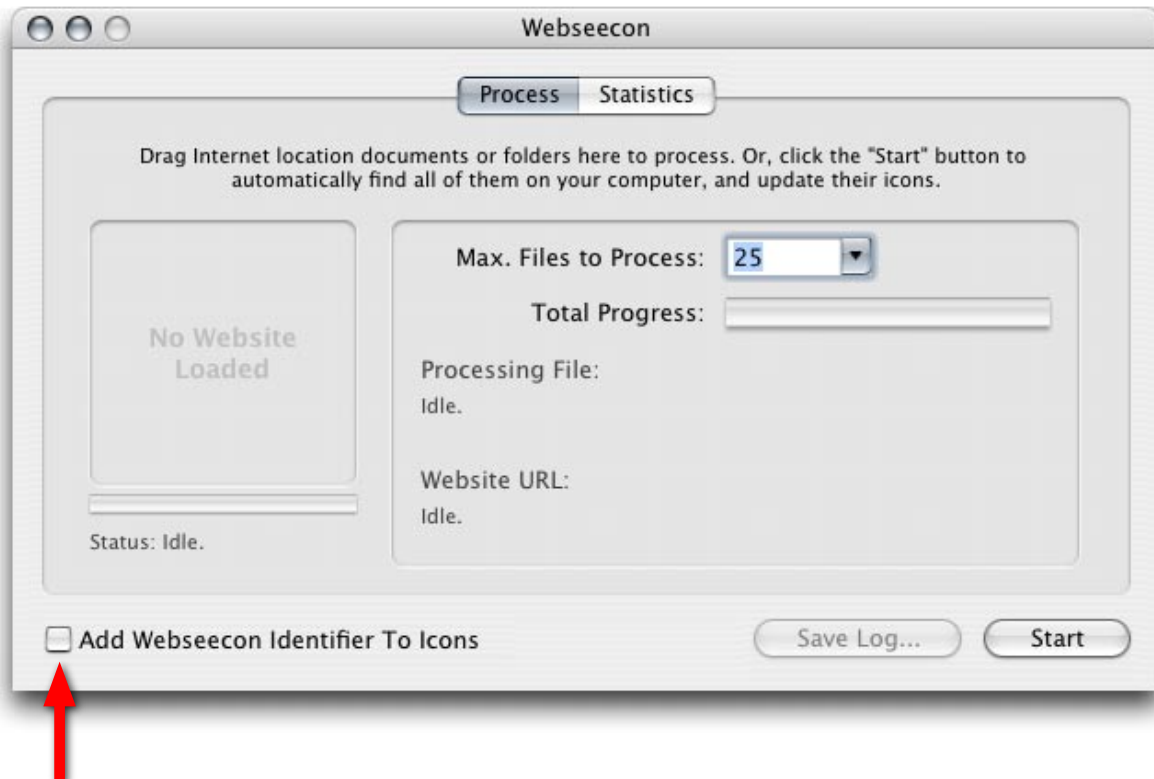 Webseecon
Process Statistics
Drag Internet location documents or folders here to process. Or, click the "Start" button to
automatically find all of them on your computer, and update their icons.
No Website
Loaded
Status: Idle.
Max. Files to Process: 25
Total Progress:
Processing File:
Idle.
Website URL:
Idle.
Add Webseecon Identifier To Icons
Save Log...
Start